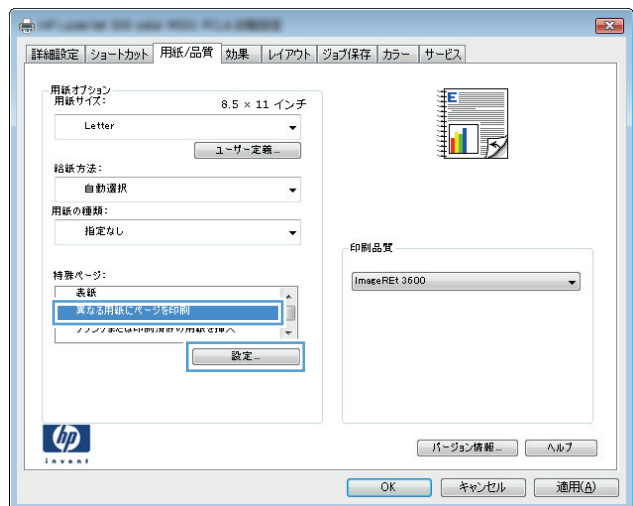 詳細設定 ショートカット 用紙/品質 効果 レイアウト ジョブ保存 カラー サービス
用紙オプション
用紙サイズ: 8.5 × 11 インチ
Letter
ユーザー定義...
給紙方法:
自動選択
用紙の種類:
指定なし
特殊ページ:
表紙
異なる用紙にページを印刷
設定...
E
印刷品質
ImageREt 3600
hp
invent
バージョン情報... ヘルプ
OK キャンセル 適用(A)